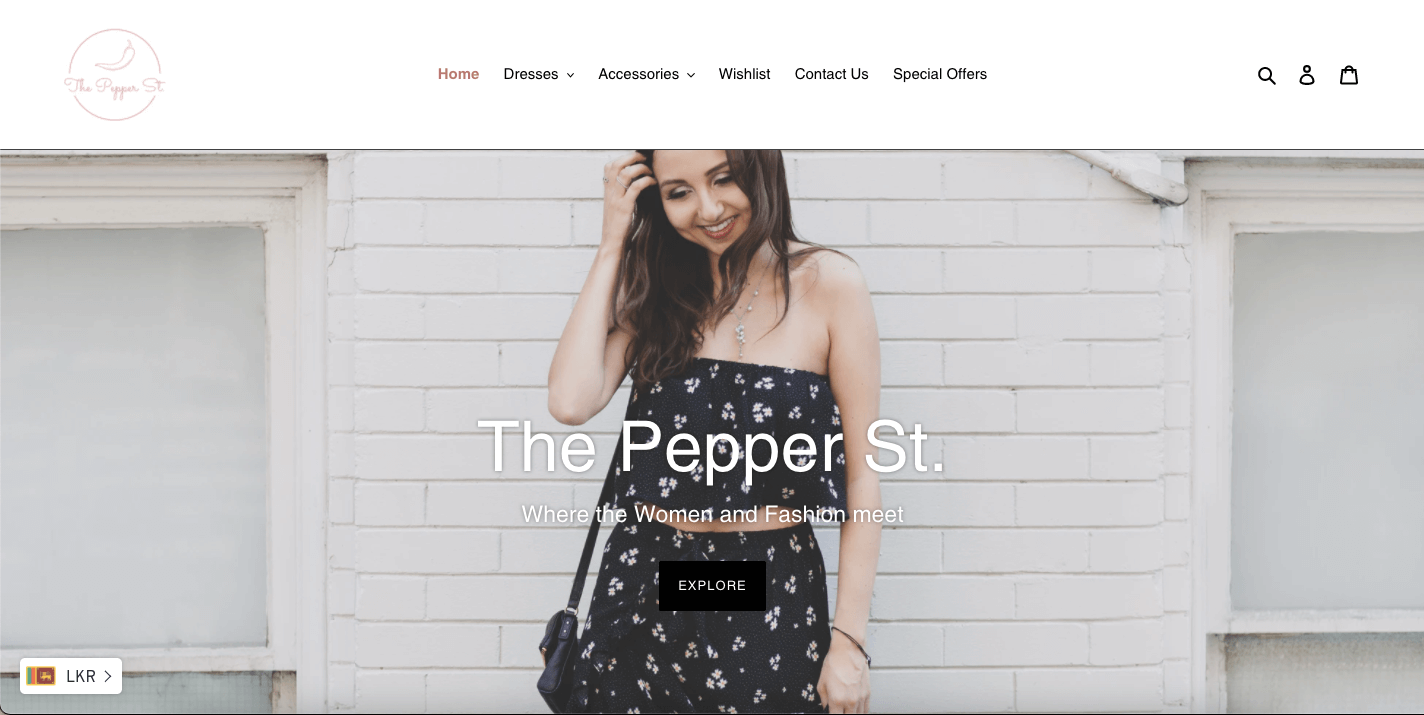 The Pepper St.
Home Dresses Accessories Wishlist Contact Us Special Offers
The Pepper St.
Where the Women and Fashion meet
EXPLORE
LKR